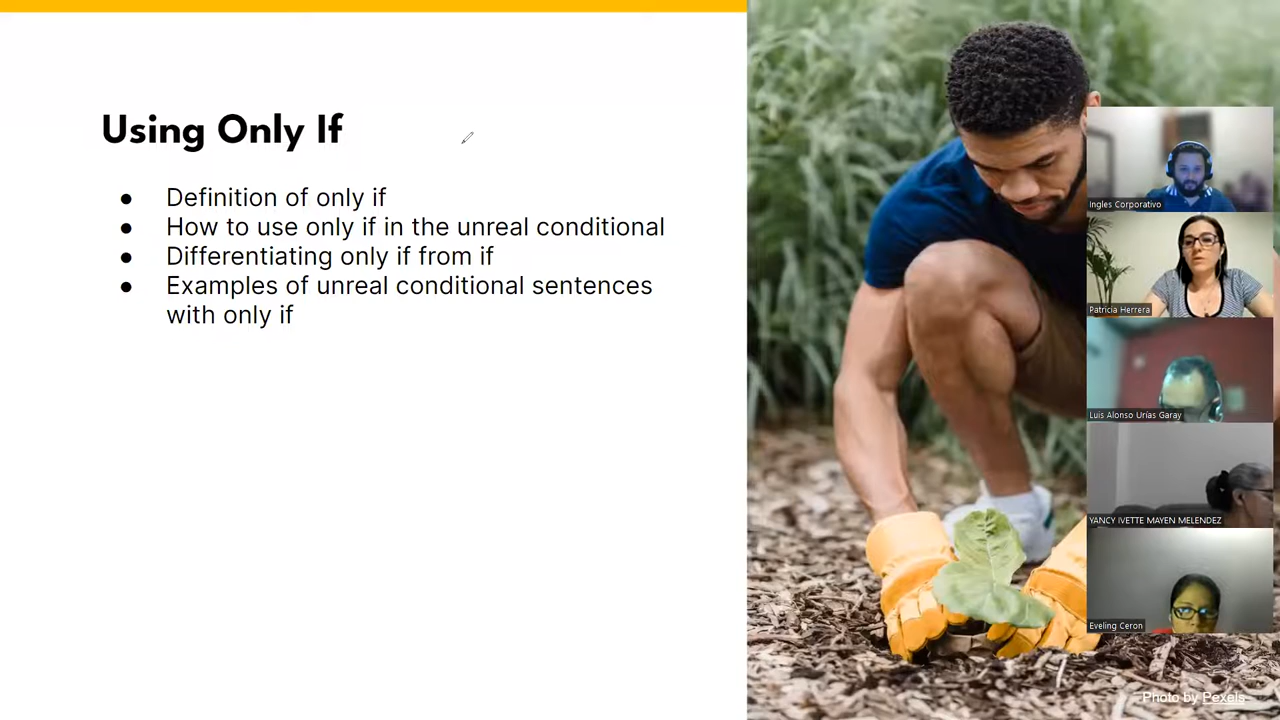 Using Only If
● Definition of only if
● How to use only if in the unreal conditional
● Differentiating only if from if
● Examples of unreal conditional sentences
with only if
Ingles Corporativo
Patricia Herrera
Luis Alonso Urías Garay
YANCY IVETTE MAYEN MELENDEZ
Eveling Ceron
Photo by Pexels